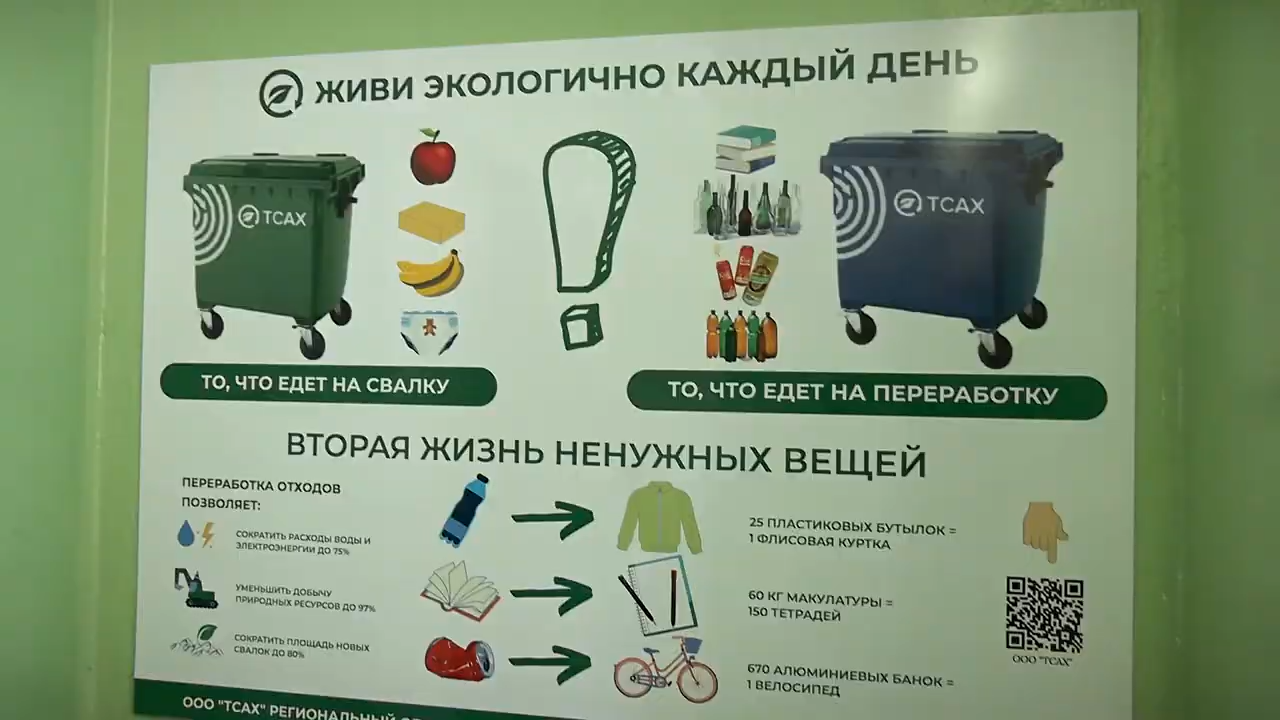 ЖИВИ ЭКОЛОГИЧНО КАЖДЫЙ ДЕНЬ
ТСАХ
ТСАХ
ТО, ЧТО ЕДЕТ НА СВАЛКУ
ТО, ЧТО ЕДЕТ НА ПЕРЕРАБОТКУ
ВТОРАЯ ЖИЗНЬ НЕНУЖНЫХ ВЕЩЕЙ
ПЕРЕРАБОТКА ОТХОДОВ
ПОЗВОЛЯЕТ:
СОКРАТИТЬ РАСХОДЫ ВОДЫ И
ЭЛЕКТРОЭНЕРГИИ ДО 75%
УМЕНЬШИТЬ ДОБЫЧУ
ПРИРОДНЫХ РЕСУРСОВ ДО 97%
СОКРАТИТЬ ПЛОЩАДЬ НОВЫХ
СВАЛОК ДО 80%
25 ПЛАСТИКОВЫХ БУТЫЛОК =
1 ФЛИСОВАЯ КУРТКА
60 КГ МАКУЛАТУРЫ =
150 ТЕТРАДЕЙ
670 АЛЮМИНИЕВЫХ БАНОК =
1 ВЕЛОСИПЕД
ООО "ТСАХ"
ООО "ТСАХ" РЕГИОНАЛЬНЫЙ